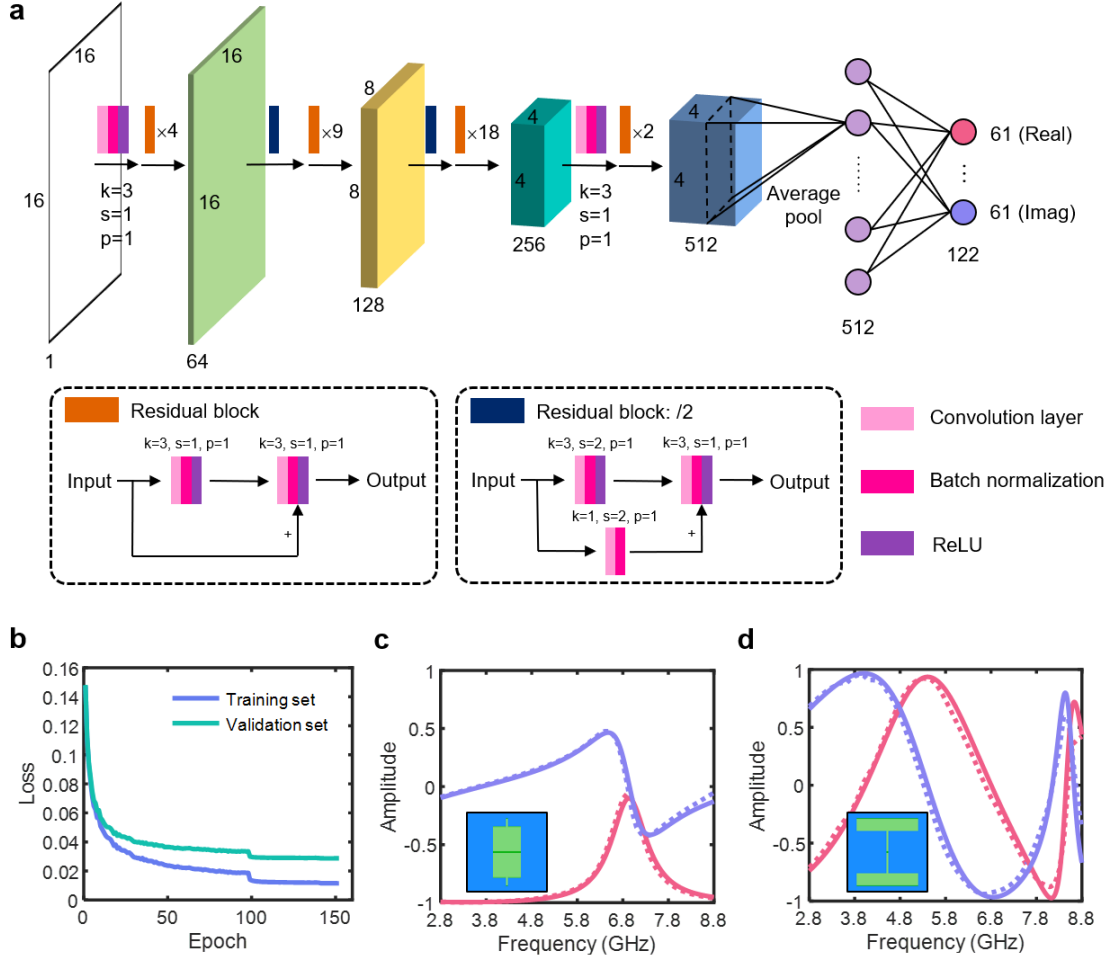 a
16
16
1
×4
k=3
s=1
p=1
16
16
64
×9
8
8
128
×18
4
4
256
×2
k=3
s=1
p=1
4
4
512
Average
pool
512
61 (Real)
61 (Imag)
122
Residual block
k=3, s=1, p=1
k=3, s=1, p=1
Input
Output
+
Residual block: /2
k=3, s=2, p=1
k=3, s=1, p=1
Input
Output
k=1, s=2, p=1
+
Convolution layer
Batch normalization
ReLU
b
0.16
0.14
0.12
0.1
0.08
0.06
0.04
0.02
0
Loss
Training set
Validation set
0
50
100
150
Epoch
c
1
0.5
0
-0.5
-1
Amplitude
2.8
3.8
4.8
5.8
6.8
7.8
8.8
Frequency (GHz)
d
1
0.5
0
-0.5
-1
Amplitude
2.8
3.8
4.8
5.8
6.8
7.8
8.8
Frequency (GHz)